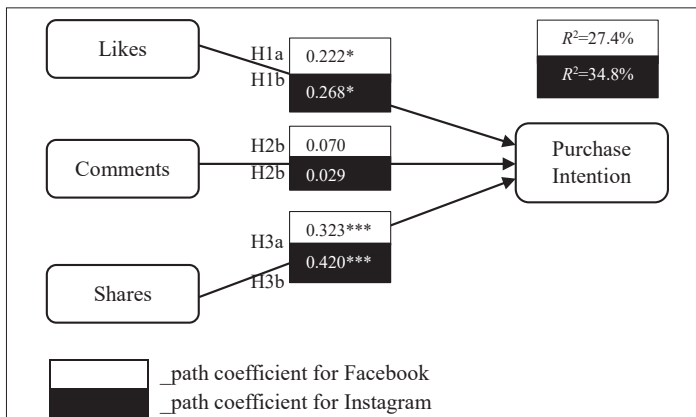 Likes
H1a
H1b
0.222*
0.268*
R²=27.4%
R²=34.8%
Comments
H2b
H2b
0.070
0.029
Purchase
Intention
Shares
H3a
H3b
0.323***
0.420***
_path coefficient for Facebook
_path coefficient for Instagram